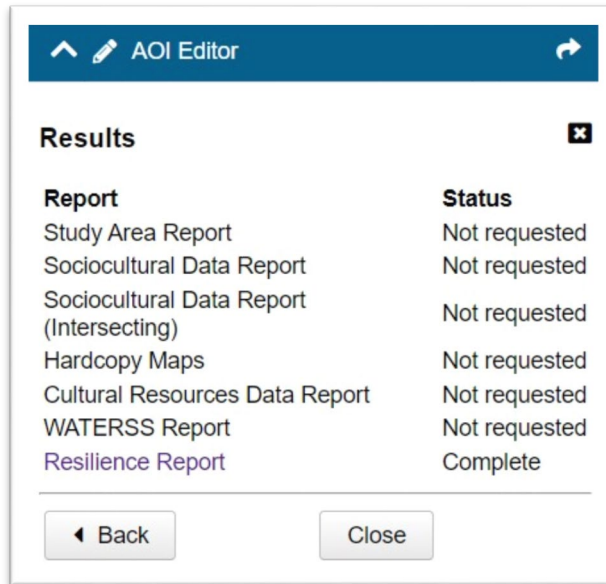 AOI Editor
Results
Report Status
Study Area Report Not requested
Sociocultural Data Report Not requested
Sociocultural Data Report
(Intersecting) Not requested
Hardcopy Maps Not requested
Cultural Resources Data Report Not requested
WATERSS Report Not requested
Resilience Report Complete
Back Close